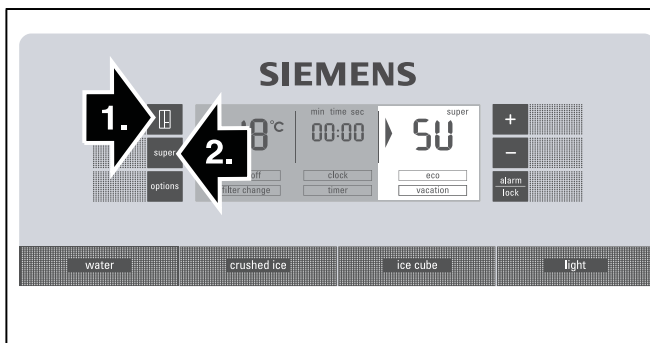 SIEMENS
1.
2.
super
options
8°C
min time sec
00:00
super
SU
off
filter change
clock
timer
eco
vacation
+
−
alarm
lock
water
crushed ice
ice cube
light